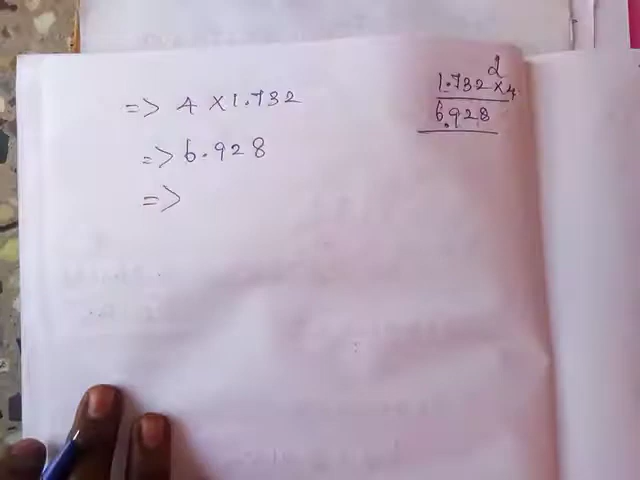 => 4 X 1.732
=> 6.928
=>
2
1.732 X 4
6.928